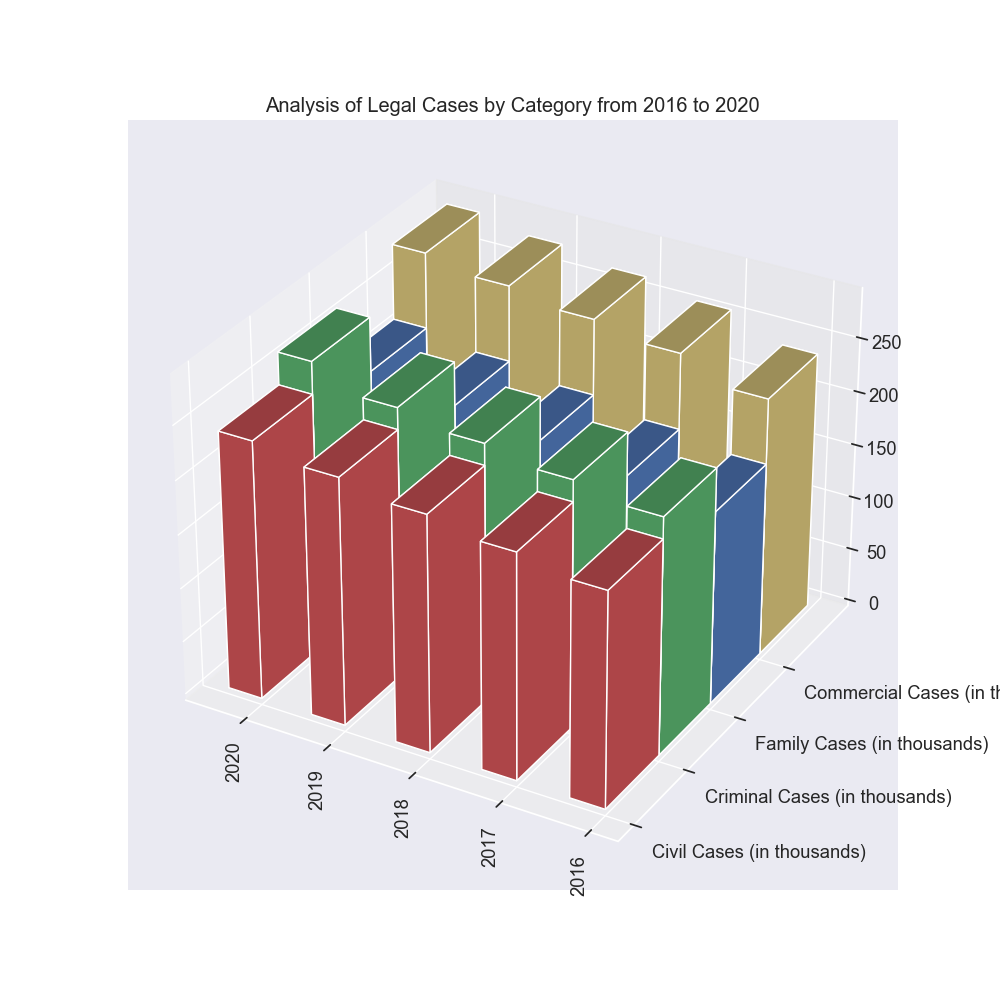 Analysis of Legal Cases by Category from 2016 to 2020
250
200
150
100
50
0
Commercial Cases (in
Family Cases (in thousands)
Criminal Cases (in thousands)
Civil Cases (in thousands)
2020
2019
2018
2017
2016